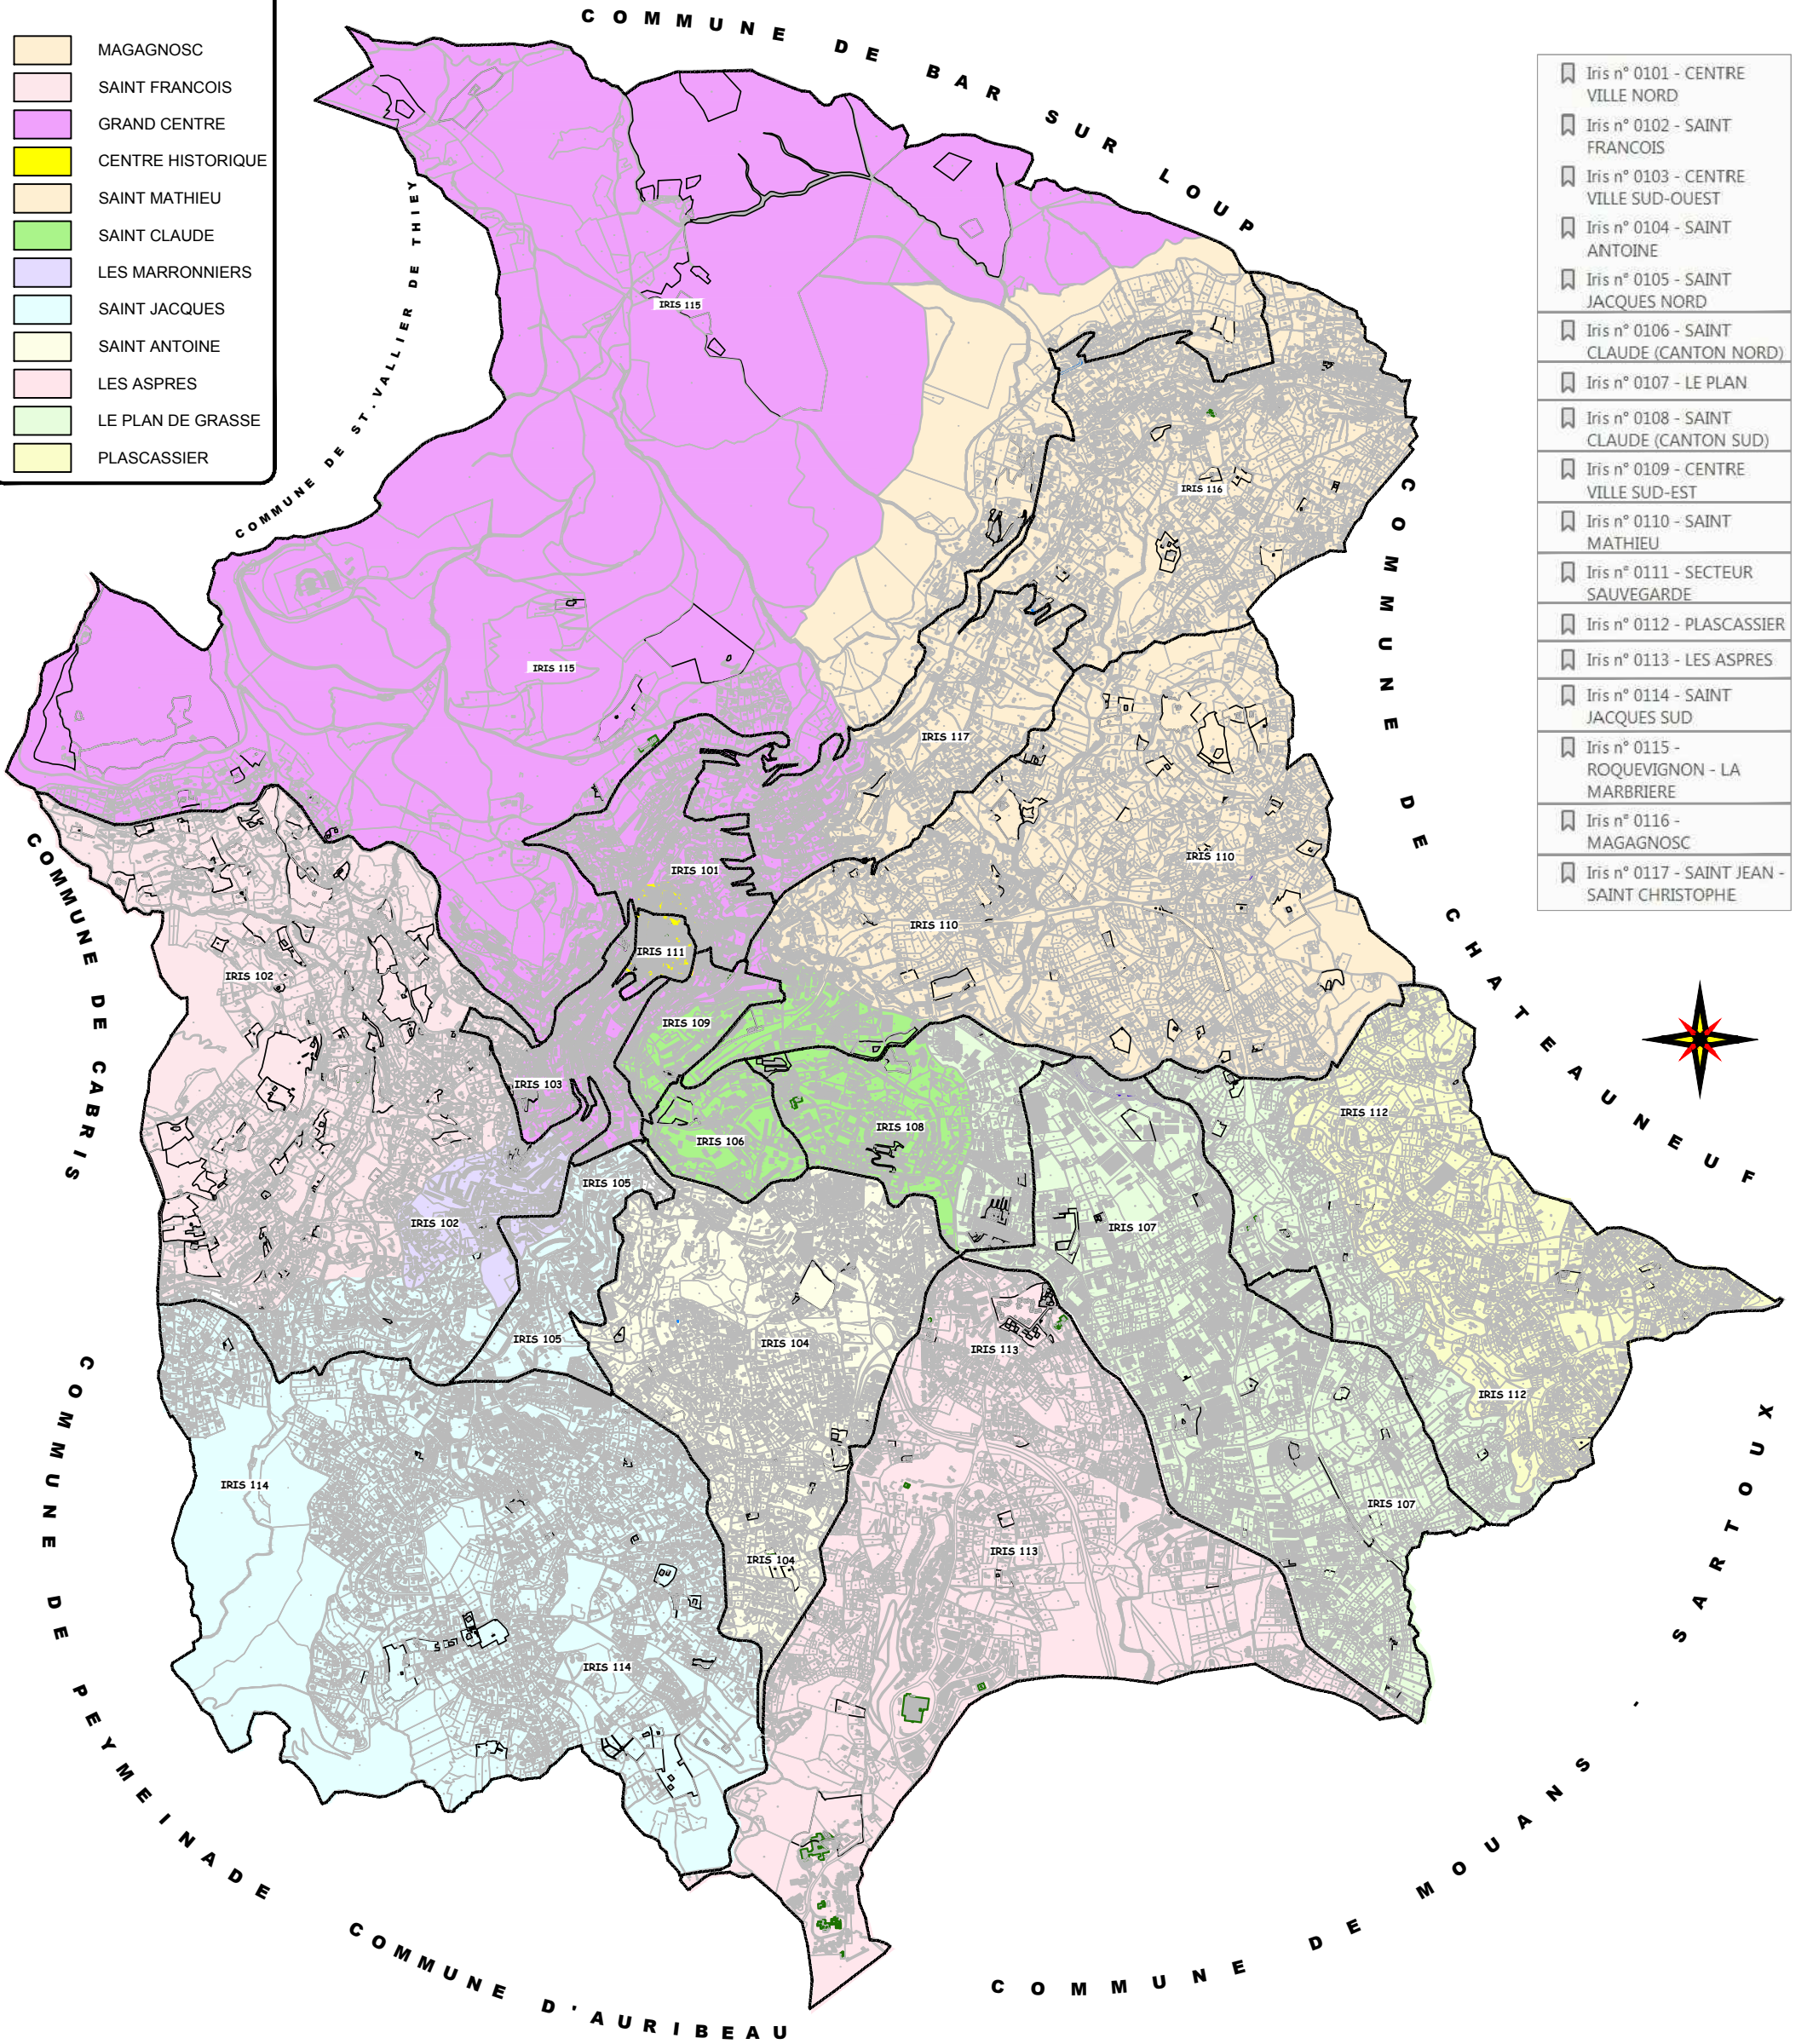 COMMUNE DE BAR SUR LOUP
MAGAGNOSC
SAINT FRANCOIS
GRAND CENTRE
CENTRE HISTORIQUE
SAINT MATHIEU
SAINT CLAUDE
LES MARRONNIERS
SAINT JACQUES
SAINT ANTOINE
LES ASPRES
LE PLAN DE GRASSE
PLASCASSIER
Iris n° 0101 - CENTRE
VILLE NORD
Iris n° 0102 - SAINT
FRANCOIS
Iris n° 0103 - CENTRE
VILLE SUD-OUEST
Iris n° 0104 - SAINT
ANTOINE
Iris n° 0105 - SAINT
JACQUES NORD
Iris n° 0106 - SAINT
CLAUDE (CANTON NORD)
Iris n° 0107 - LE PLAN
Iris n° 0108 - SAINT
CLAUDE (CANTON SUD)
Iris n° 0109 - CENTRE
VILLE SUD-EST
Iris n° 0110 - SAINT
MATHIEU
Iris n° 0111 - SECTEUR
SAUVEGARDE
Iris n° 0112 - PLASCASSIER
Iris n° 0113 - LES ASPRES
Iris n° 0114 - SAINT
JACQUES SUD
Iris n° 0115 -
ROQUEVIGNON - LA
MARBRIERE
Iris n° 0116 -
MAGAGNOSC
Iris n° 0117 - SAINT JEAN -
SAINT CHRISTOPHE
COMMUNE DE ST.VALLIER DE THIEY
IRIS 115
IRIS 116
IRIS 115
IRIS 117
IRIS 110
IRIS 101
IRIS 110
IRIS 111
IRIS 102
IRIS 109
IRIS 103
IRIS 112
IRIS 108
IRIS 106
IRIS 105
IRIS 102
IRIS 107
IRIS 105
IRIS 104
IRIS 113
IRIS 112
IRIS 114
IRIS 107
IRIS 113
IRIS 104
IRIS 114
COMMUNE DE CHATEAUNEUF
COMMUNE DE CABRIS
COMMUNE DE PEYMEINADE
COMMUNE D'AURIBEAU
COMMUNE DE MOUANS - SARTOUX